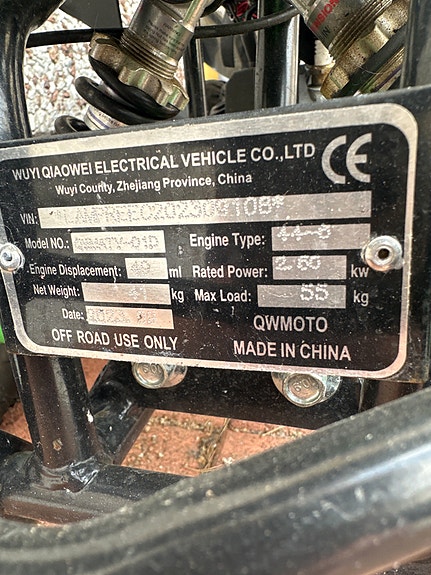 WUYI QIAOWEI ELECTRICAL VEHICLE CO.,LTD
CE
Wuyi County, Zhejiang Province, China
VIN:
Model NO.: Engine Type:
Engine Displacement: 49 ml Rated Power: kw
Net Weight: kg Max Load: 55 kg
Date:
OFF ROAD USE ONLY
QWMOTO
MADE IN CHINA